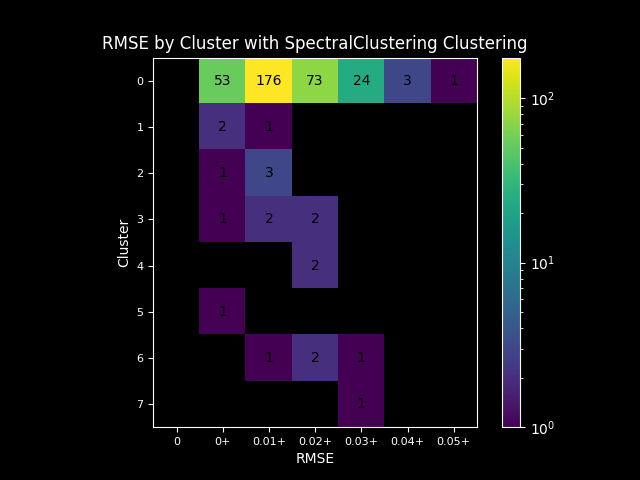 RMSE by Cluster with SpectralClustering Clustering
0 53 176 73 24 3 1
1 2 1
2 1 3
3 1 2 2
4 2
5 1
6 1 2 1
7 1
0 0+ 0.01+ 0.02+ 0.03+ 0.04+ 0.05+
RMSE
Cluster
10²
10¹
10⁰